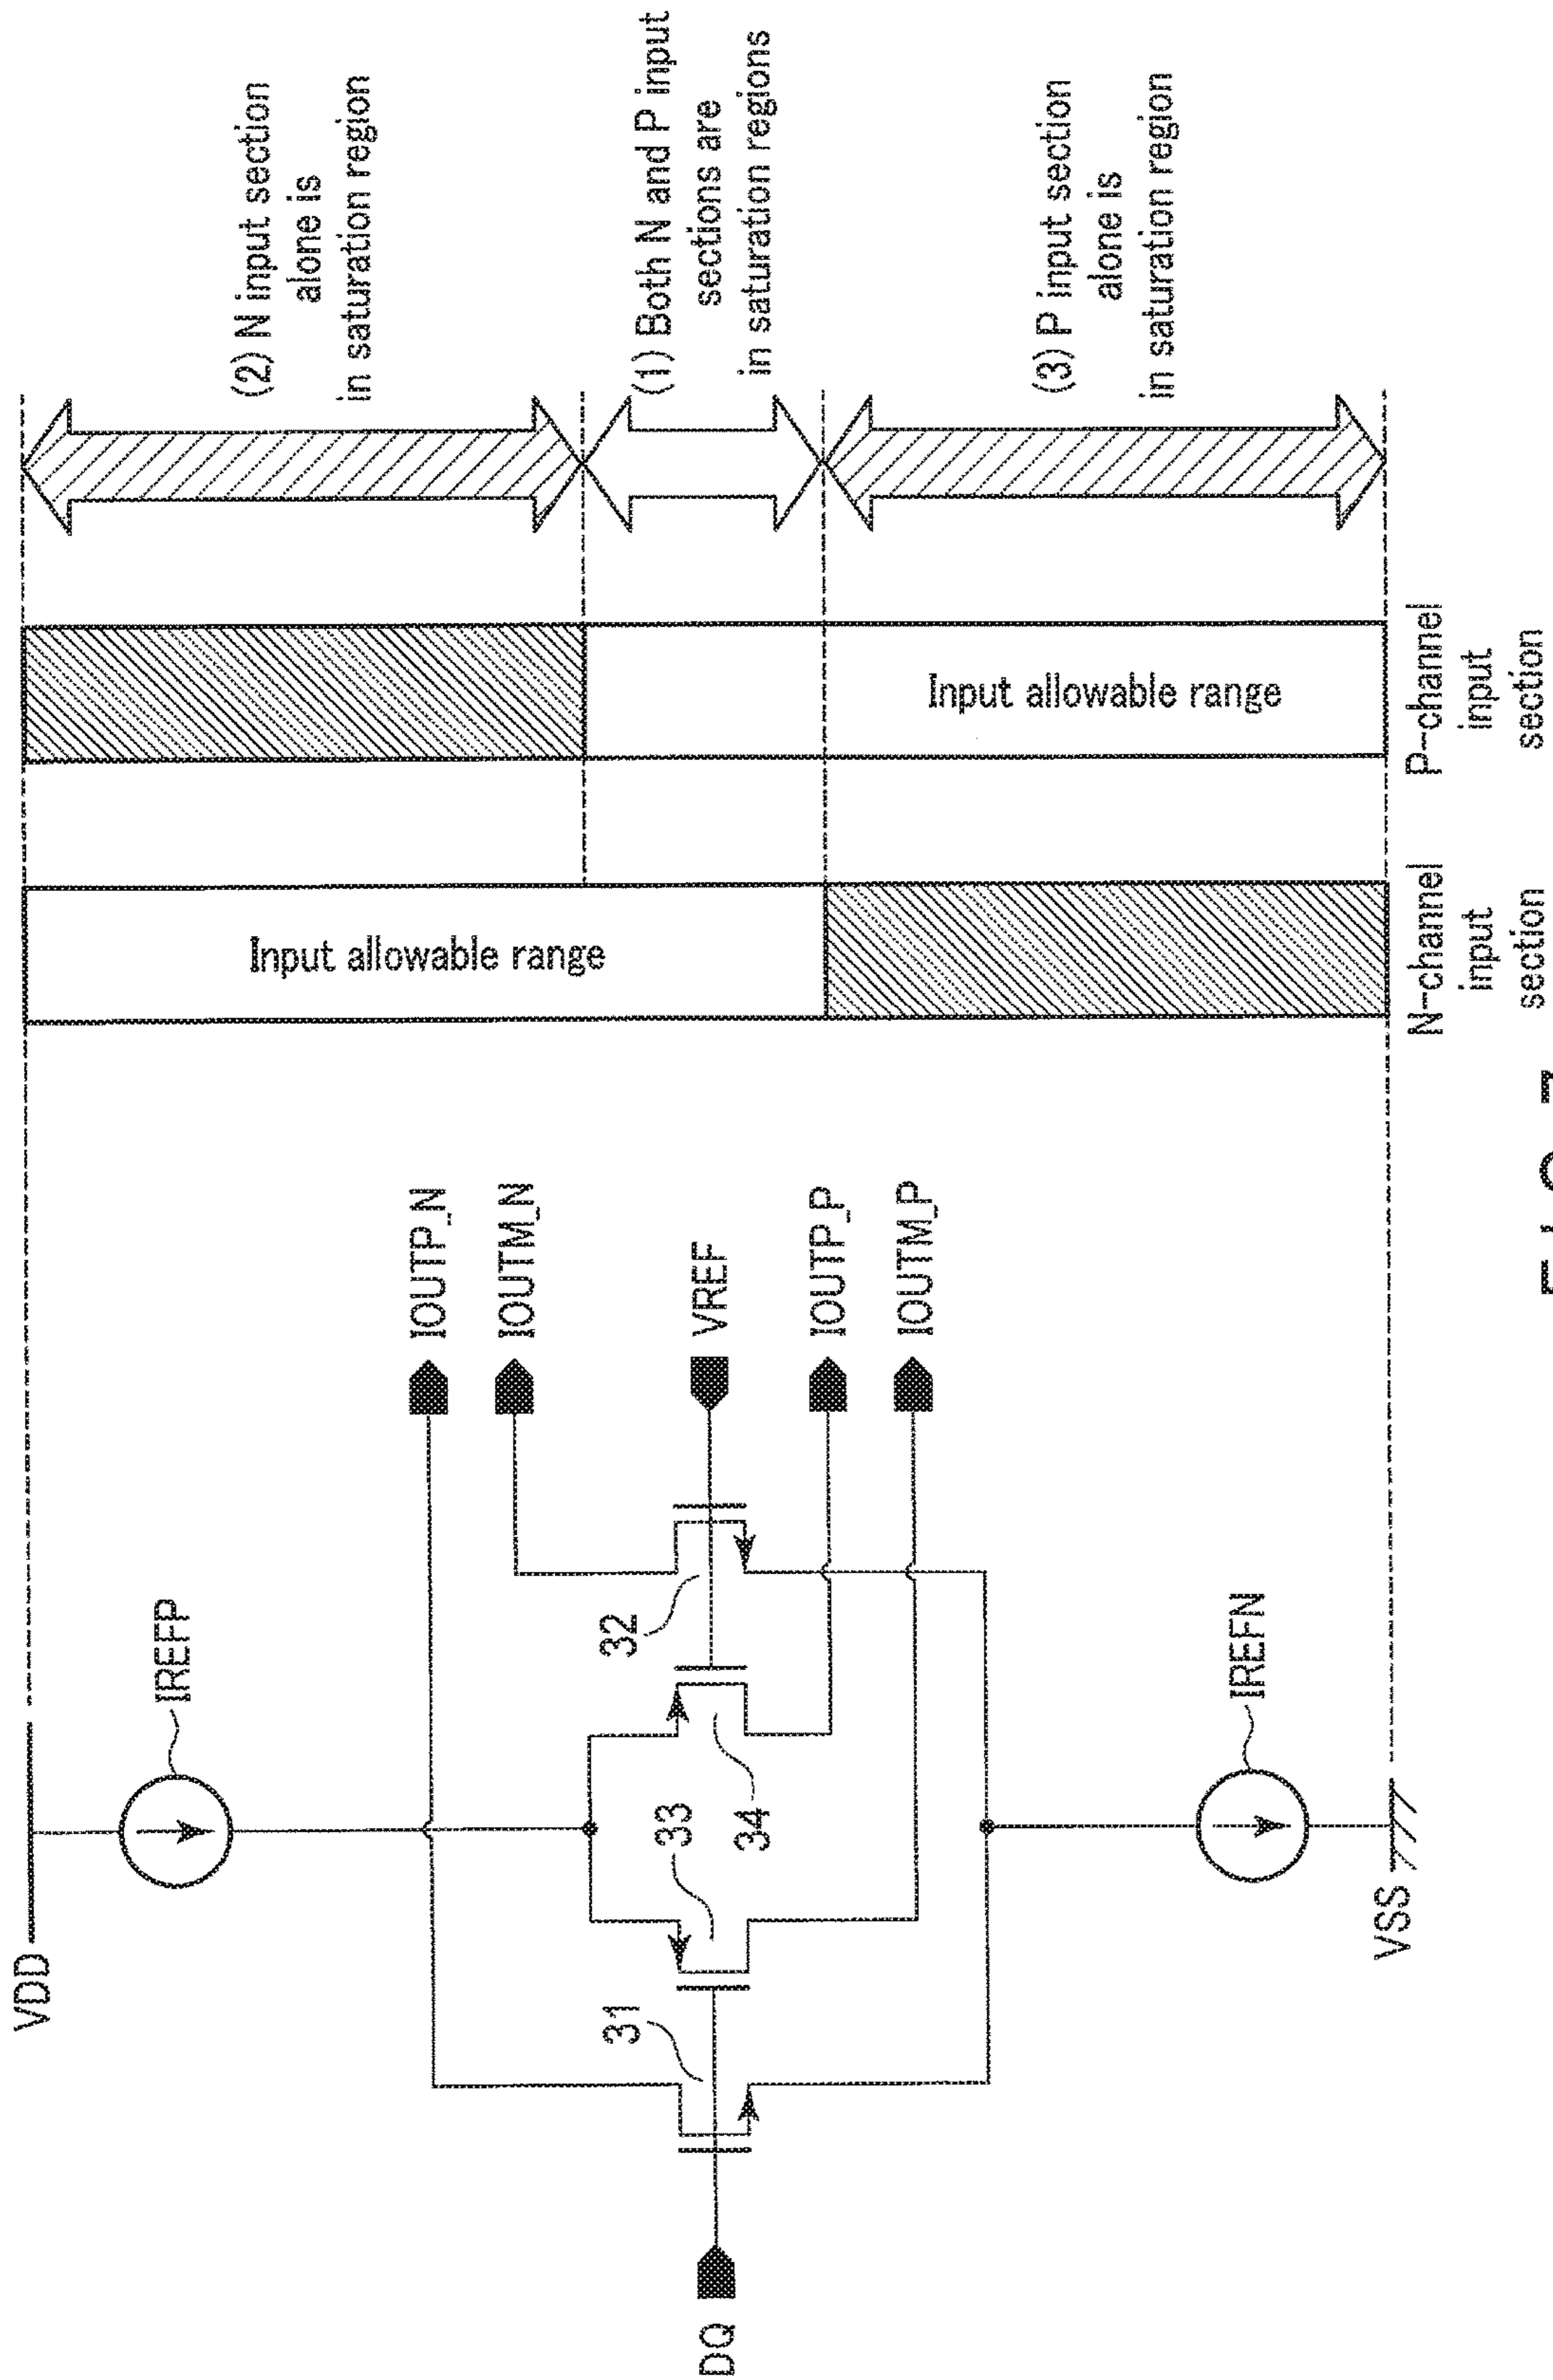 VDD
IREFP
IOUTP_N
IOUTM_N
VREF
IOUTP_P
IOUTM_P
31
33
34
32
DQ
IREFN
VSS
Input allowable range
Input allowable range
N-channel
input
section
P-channel
input
section
(2) N input section
alone is
in saturation region
(1) Both N and P input
sections are
in saturation regions
(3) P input section
alone is
in saturation region